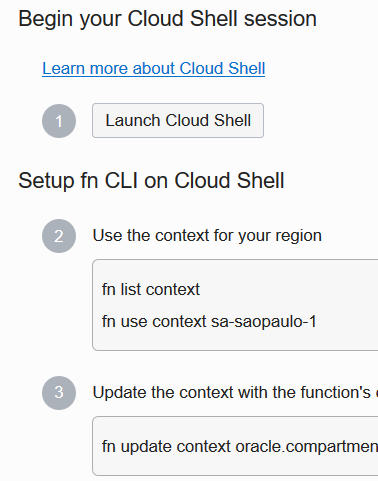 Begin your Cloud Shell session
Learn more about Cloud Shell
1 Launch Cloud Shell
Setup fn CLI on Cloud Shell
2 Use the context for your region
fn list context
fn use context sa-saopaulo-1
3 Update the context with the function's
fn update context oracle.compartmen